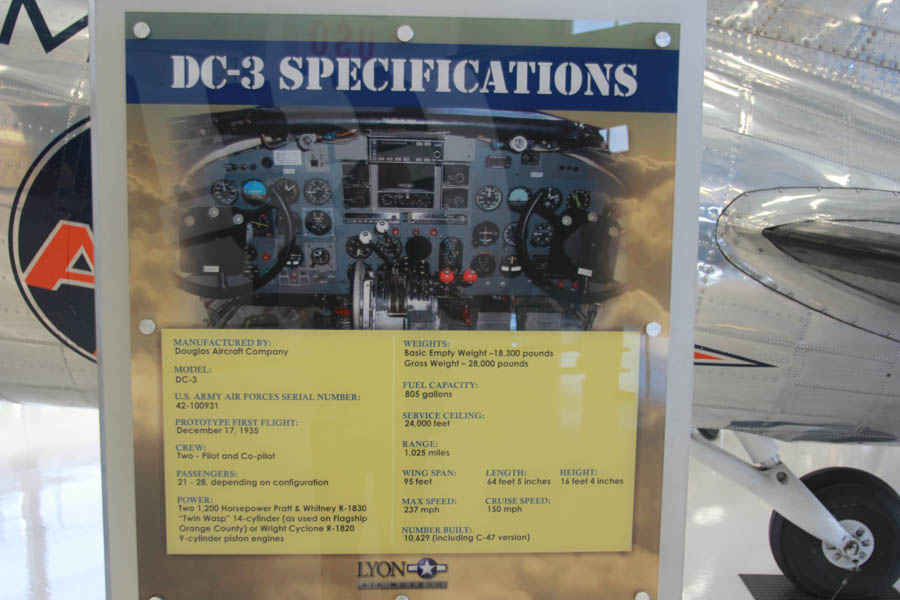 DC-3 SPECIFICATIONS
MANUFACTURED BY:
Douglas Aircraft Company
MODEL:
DC-3
U.S. ARMY AIR FORCES SERIAL NUMBER:
42-100931
PROTOTYPE FIRST FLIGHT:
December 17, 1935
CREW:
Two - Pilot and Co-pilot
PASSENGERS:
21 - 28, depending on configuration
POWER:
Two 1,200 Horsepower Pratt & Whitney R-1830
"Twin Wasp" 14-cylinder (as used on Flagship
Orange County) or Wright Cyclone R-1820
9-cylinder piston engines
WEIGHTS:
Basic Empty Weight –18,300 pounds
Gross Weight – 28,000 pounds
FUEL CAPACITY:
805 gallons
SERVICE CEILING:
24,000 feet
RANGE:
1,025 miles
WING SPAN: LENGTH: HEIGHT:
95 feet 64 feet 5 inches 16 feet 4 inches
MAX SPEED: CRUISE SPEED:
237 mph 150 mph
NUMBER BUILT:
10,629 (including C-47 version)
LYON
AIR MUSEUM
A